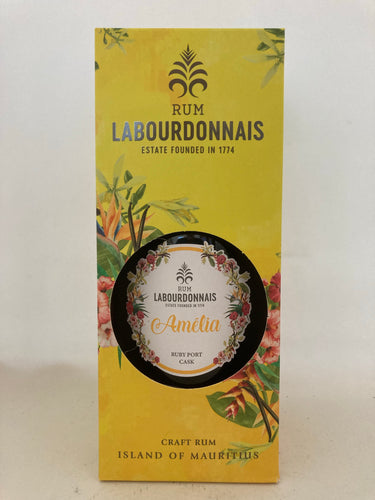 RUM
LABOURDONNAIS
ESTATE FOUNDED IN 1774
RUM
LABOURDONNAIS
ESTATE FOUNDED IN 1774
Amélia
RUBY PORT
CASK
CRAFT RUM
ISLAND OF MAURITIUS